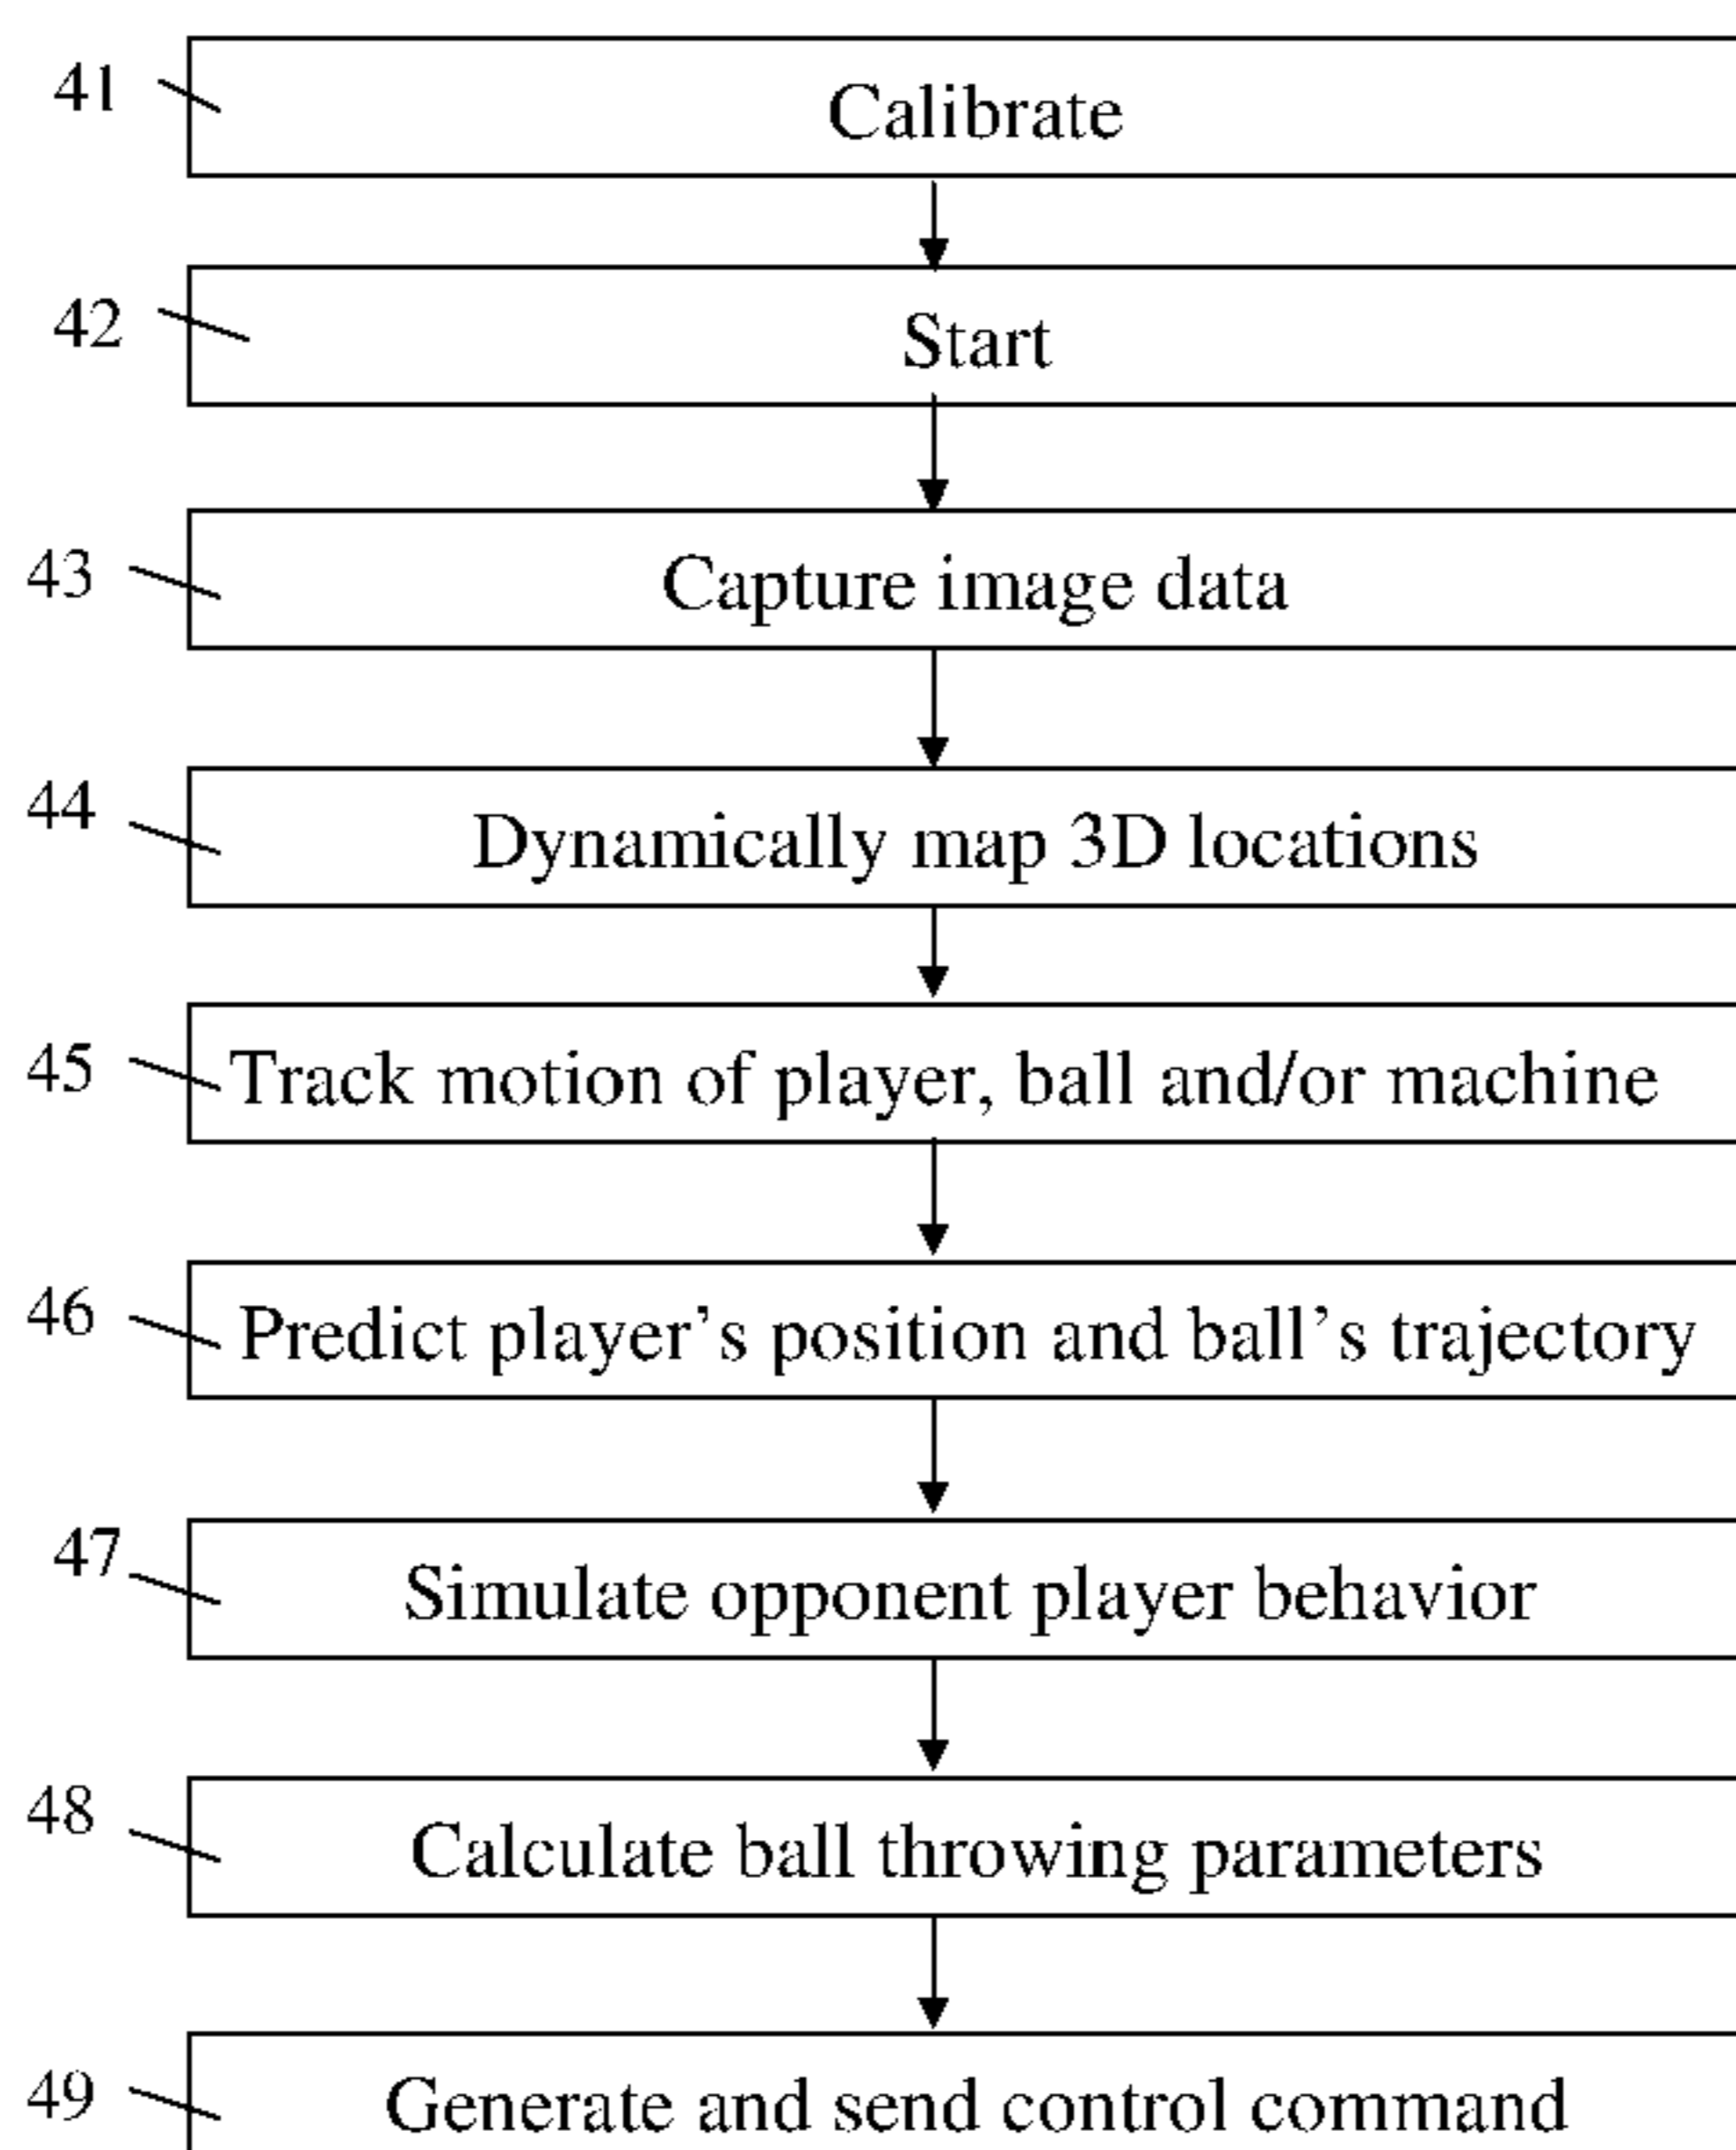 41 Calibrate
42 Start
43 Capture image data
44 Dynamically map 3D locations
45 Track motion of player, ball and/or machine
46 Predict player's position and ball's trajectory
47 Simulate opponent player behavior
48 Calculate ball throwing parameters
49 Generate and send control command